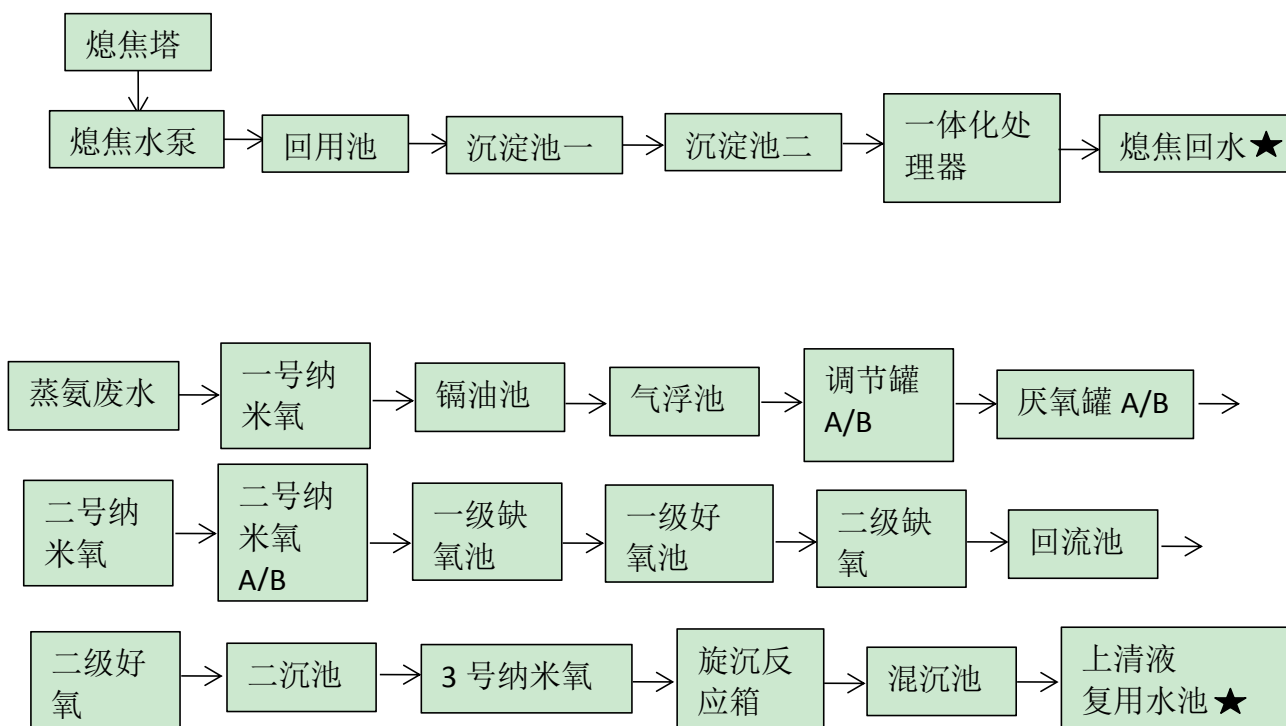 熄焦塔
熄焦水泵
回用池
沉淀池一
沉淀池二
一体化处
理器
熄焦回水★
蒸氨废水
一号纳
米氧
镉油池
气浮池
调节罐
A/B
厌氧罐 A/B
二号纳
米氧
二号纳
米氧
A/B
一级缺
氧池
一级好
氧池
二级缺
氧
回流池
二级好
氧
二沉池
3 号纳米氧
旋沉反
应箱
混沉池
上清液
复用水池★